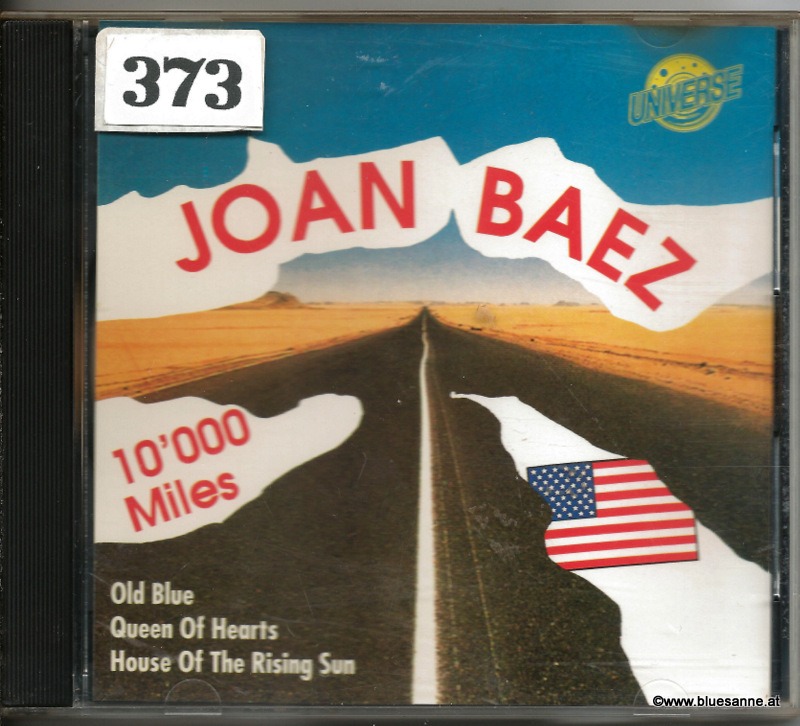 373
UNIVERSE
JOAN BAEZ
10'000
Miles
Old Blue
Queen Of Hearts
House Of The Rising Sun
©www.bluesanne.at